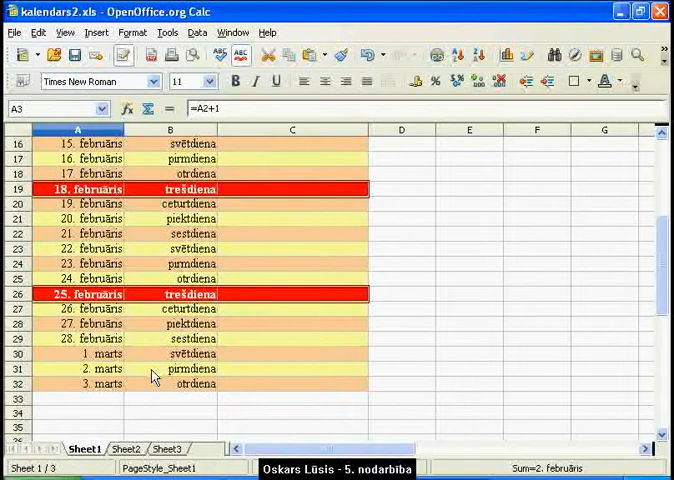 kalendars2.xls - OpenOffice.org Calc
File Edit View Insert Format Tools Data Window Help
Times New Roman 11
A3 =A2+1
A B C D E F G
16 15. februāris svētdiena
17 16. februāris pirmdiena
18 17. februāris otrdiena
19 18. februāris trešdiena
20 19. februāris ceturtdiena
21 20. februāris piektdiena
22 21. februāris sestdiena
23 22. februāris svētdiena
24 23. februāris pirmdiena
25 24. februāris otrdiena
26 25. februāris trešdiena
27 26. februāris ceturtdiena
28 27. februāris piektdiena
29 28. februāris sestdiena
30 1 marts svētdiena
31 2. marts pirmdiena
32 3. marts otrdiena
33
34
35
Sheet1 Sheet2 Sheet3
Sheet 1 / 3 PageStyle_Sheet1 Oskars Lūsis - 5. nodarbība Sum=2. februāris